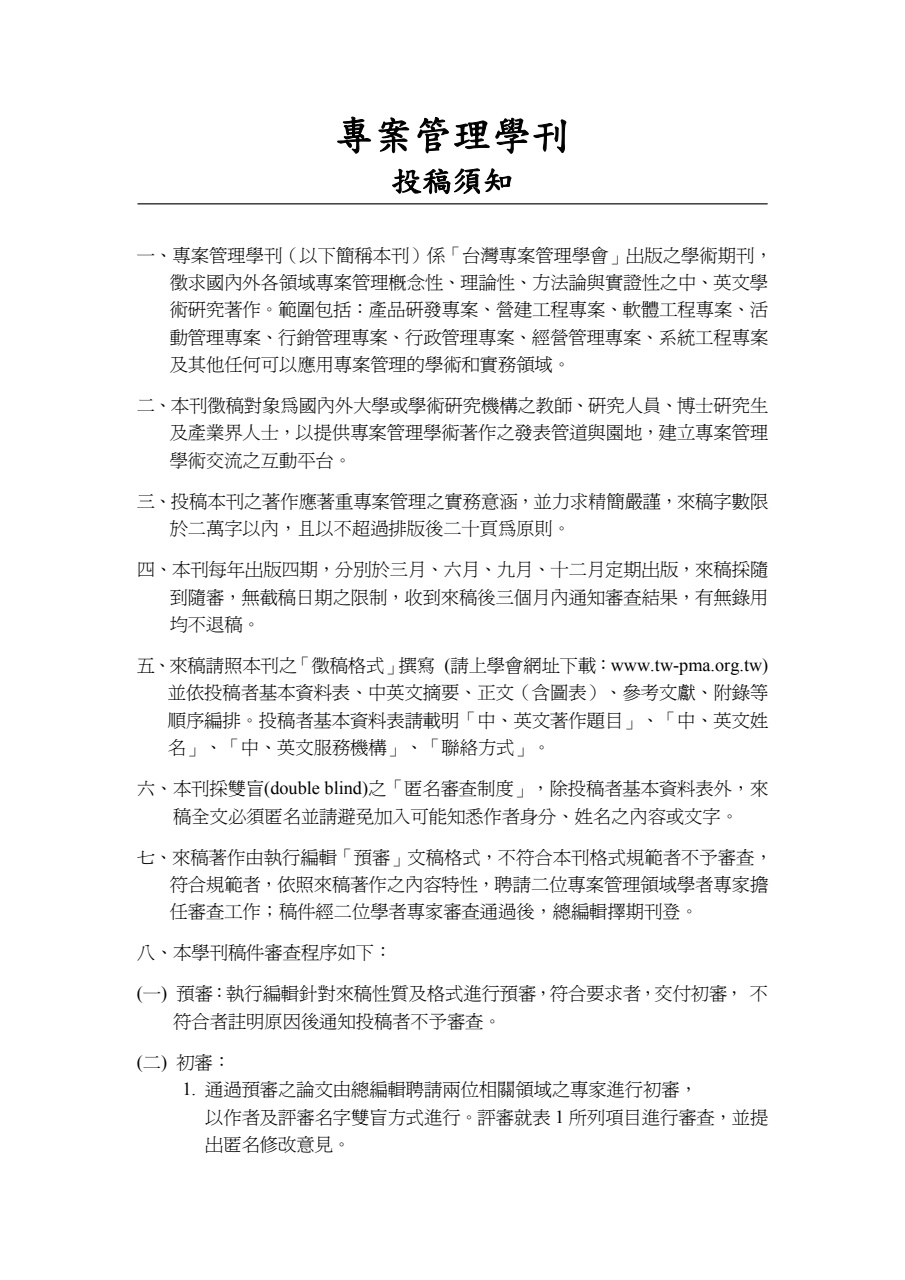 專案管理學刊
投稿須知
一、專案管理學刊（以下簡稱本刊）係「台灣專案管理學會」出版之學術期刊，
徵求國內外各領域專案管理概念性、理論性、方法論與實證性之中、英文學
術研究著作。範圍包括：產品研發專案、營建工程專案、軟體工程專案、活
動管理專案、行銷管理專案、行政管理專案、經營管理專案、系統工程專案
及其他任何可以應用專案管理的學術和實務領域。
二、本刊徵稿對象為國內外大學或學術研究機構之教師、研究人員、博士研究生
及產業界人士，以提供專案管理學術著作之發表管道與園地，建立專案管理
學術交流之互動平台。
三、投稿本刊之著作應著重專案管理之實務意涵，並力求精簡嚴謹，來稿字數限
於二萬字以內，且以不超過排版後二十頁為原則。
四、本刊每年出版四期，分別於三月、六月、九月、十二月定期出版，來稿採隨
到隨審，無截稿日期之限制，收到來稿後三個月內通知審查結果，有無錄用
均不退稿。
五、來稿請照本刊之「徵稿格式」撰寫 (請上學會網址下載：www.tw-pma.org.tw)
並依投稿者基本資料表、中英文摘要、正文（含圖表）、參考文獻、附錄等
順序編排。投稿者基本資料表請載明「中、英文著作題目」、「中、英文姓
名」、「中、英文服務機構」、「聯絡方式」。
六、本刊採雙盲(double blind)之「匿名審查制度」，除投稿者基本資料表外，來
稿全文必須匿名並請避免加入可能知悉作者身分、姓名之內容或文字。
七、來稿著作由執行編輯「預審」文稿格式，不符合本刊格式規範者不予審查，
符合規範者，依照來稿著作之內容特性，聘請二位專案管理領域學者專家擔
任審查工作；稿件經二位學者專家審查通過後，總編輯擇期刊登。
八、本學刊稿件審查程序如下：
(一) 預審：執行編輯針對來稿性質及格式進行預審，符合要求者，交付初審， 不
符合者註明原因後通知投稿者不予審查。
(二) 初審：
1. 通過預審之論文由總編輯聘請兩位相關領域之專家進行初審，
以作者及評審名字雙盲方式進行。評審就表 1 所列項目進行審查，並提
出匿名修改意見。